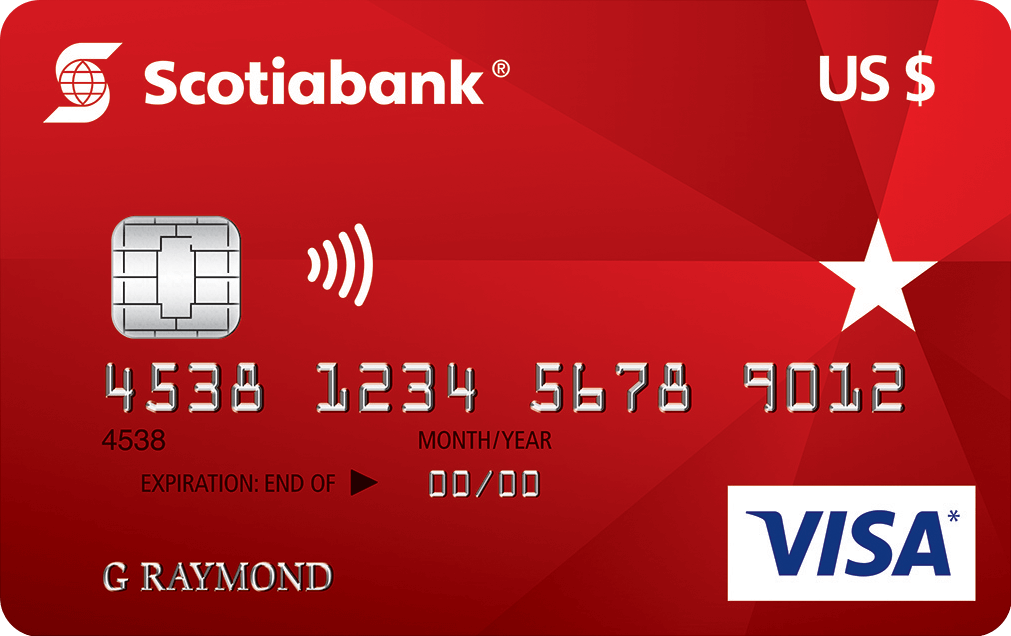 Scotiabank®
US $
4538 1234 5678 9012
4538
MONTH/YEAR
EXPIRATION: END OF ▶ 00/00
G RAYMOND
VISA*